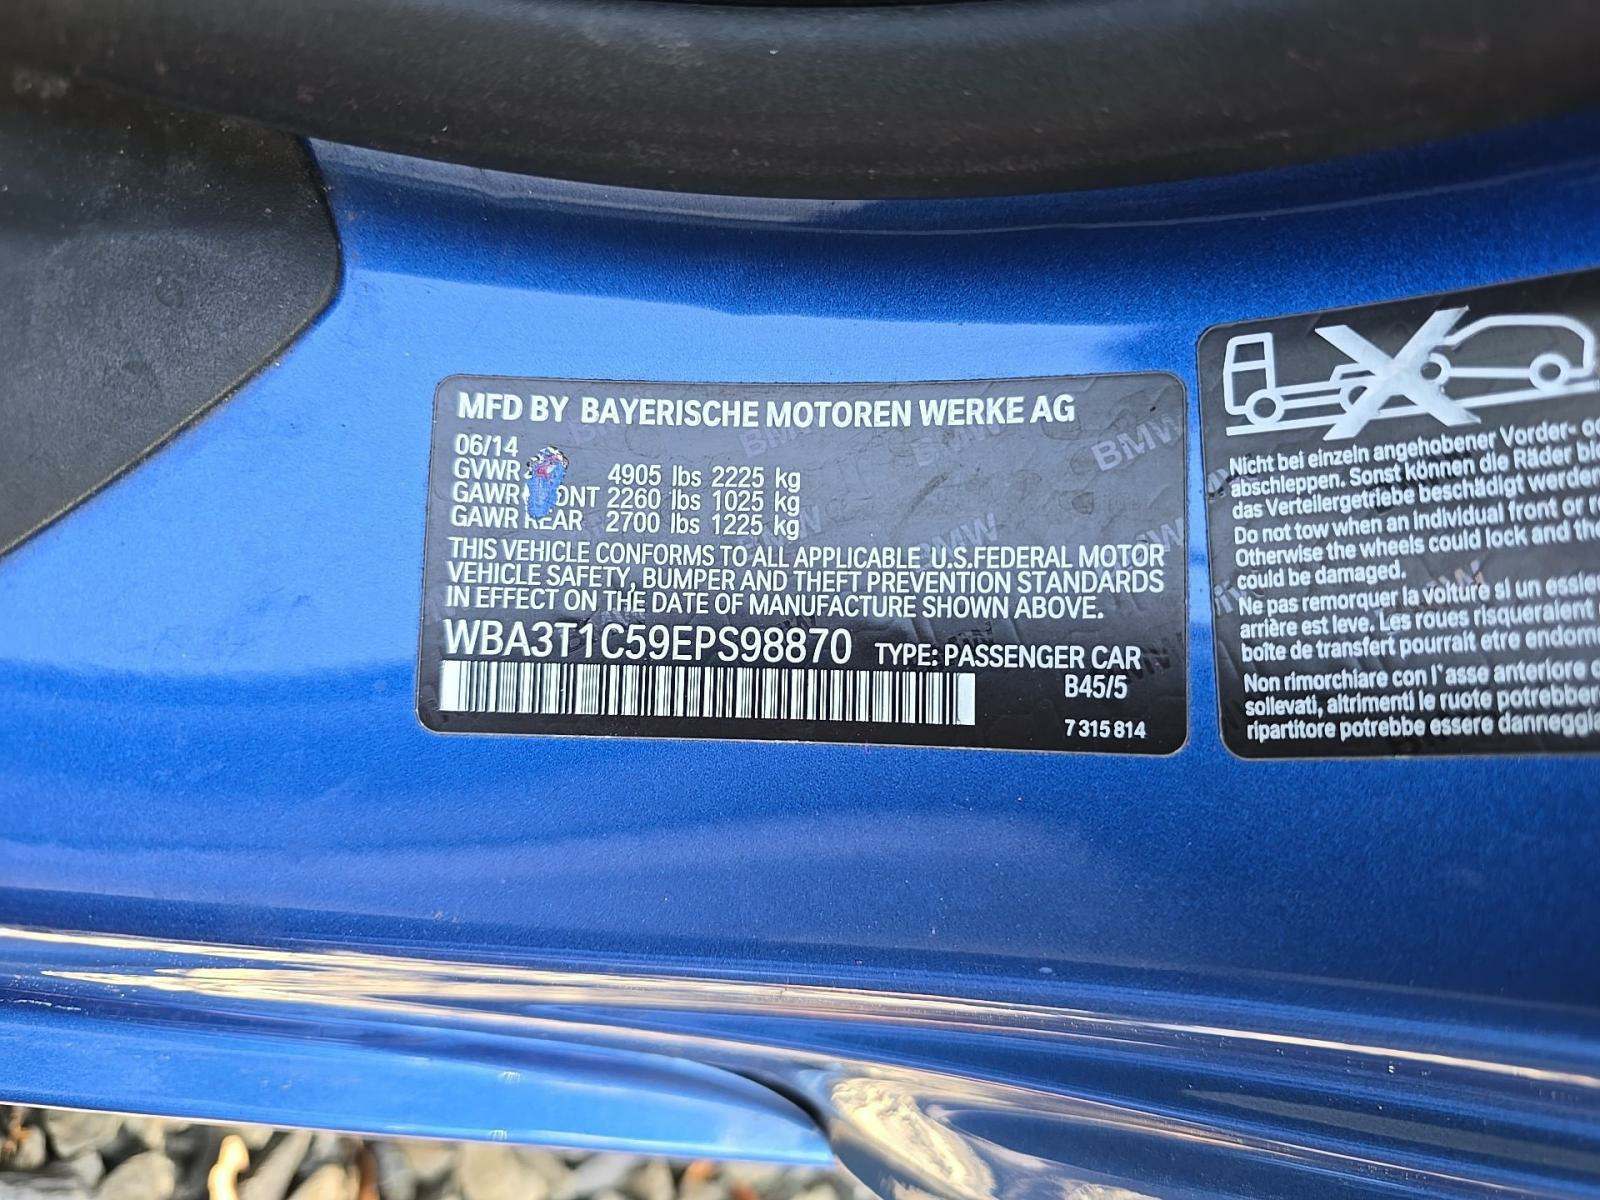 MFD BY BAYERISCHE MOTOREN WERKE AG
06/14
GVWR 4905 lbs 2225 kg
GAWR FRONT 2260 lbs 1025 kg
GAWR REAR 2700 lbs 1225 kg
THIS VEHICLE CONFORMS TO ALL APPLICABLE U.S.FEDERAL MOTOR
VEHICLE SAFETY, BUMPER AND THEFT PREVENTION STANDARDS
IN EFFECT ON THE DATE OF MANUFACTURE SHOWN ABOVE.
WBA3T1C59EPS98870 TYPE: PASSENGER CAR
B45/5
7 315 814
Nicht bei einzeln angehobener Vorder-
abschleppen. Sonst können die Räder
das Verteilergetriebe beschädigt werden
Do not tow when an individual front or
Otherwise the wheels could lock and
could be damaged.
Ne pas remorquer la voiture si un
arrière est leve. Les roues risqueraient
boîte de transfert pourrait etre
Non rimorchiare con l'asse anteriore
sollevati, altrimenti le ruote
ripartitore potrebbe essere